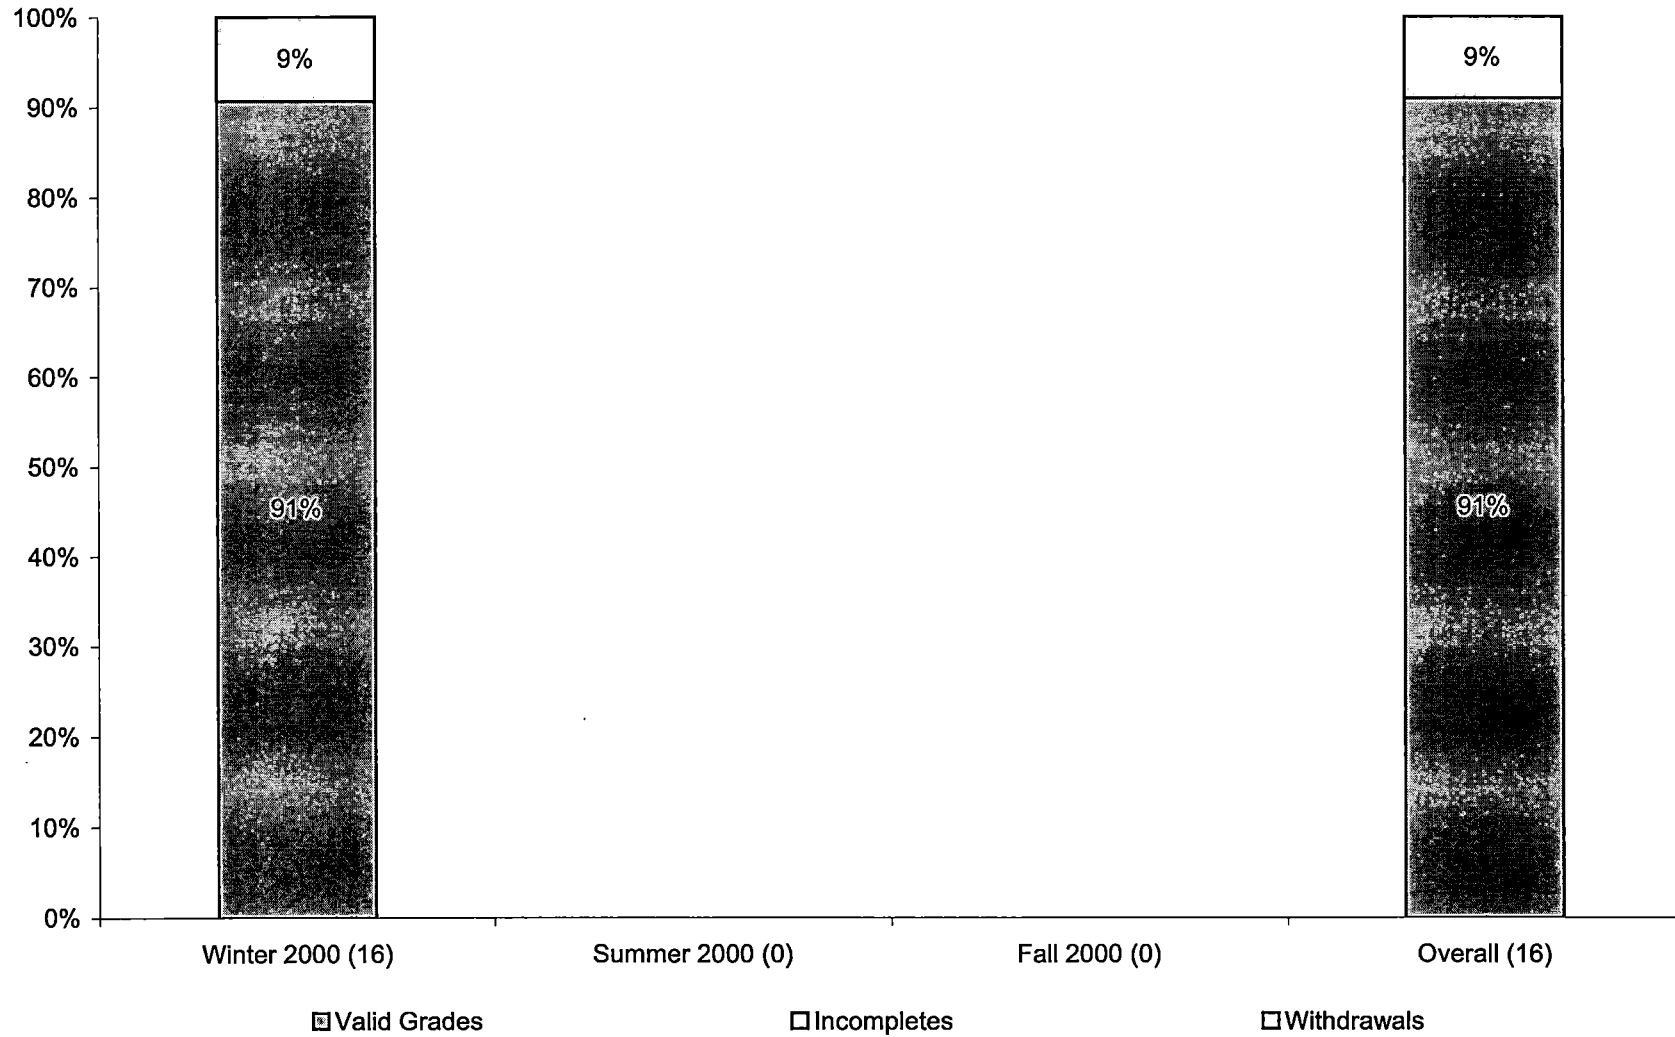 100%
9%
9%
90%
80%
70%
60%
50%
91%
91%
40%
30%
20%
10%
0%
Winter 2000 (16)
Summer 2000 (0)
Fall 2000 (0)
Overall (16)
Valid Grades
Incompletes
Withdrawals